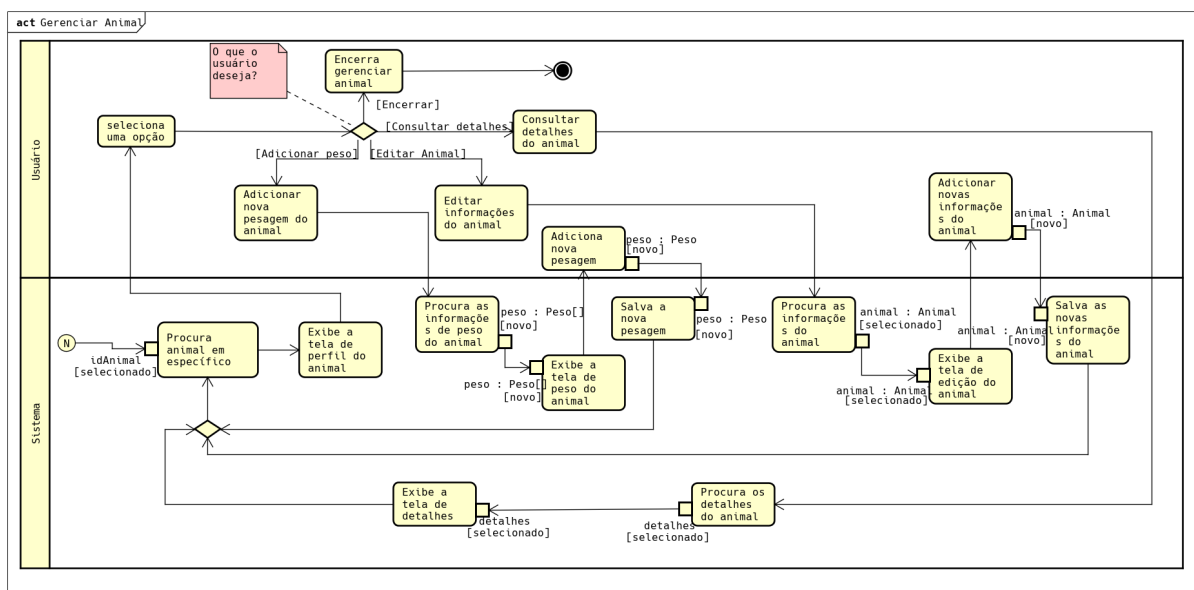 act Gerenciar Animal
Usuário
O que o
usuário
deseja?
Encerra
gerenciar
animal
[Encerrar]
seleciona
uma opção
[Consultar detalhes]
Consultar
detalhes
do animal
[Adicionar peso]
[Editar Animal]
Adicionar
nova
pesagem do
animal
Editar
informações
do animal
Adiciona
nova
pesagem
peso : Peso
[novo]
Adicionar
novas
informaçõe
s do
animal
animal : Animal
[novo]
Sistema
N
idAnimal
[selecionado]
Procura
animal em
específico
Exibe a
tela de
perfil do
animal
Procura as
informaçõe
s de peso
do animal
peso : Peso[]
[novo]
peso : Peso[]
[novo]
Exibe a
tela de
peso do
animal
Salva a
nova
pesagem
peso : Peso
[novo]
Procura as
informaçõe
s do
animal
animal : Animal
[selecionado]
animal : Animal
[selecionado]
Exibe a
tela de
edição do
animal
animal : Animal
[novo]
Salva as
novas
informaçõe
s do
animal
Exibe a
tela de
detalhes
detalhes
[selecionado]
detalhes
[selecionado]
Procura os
detalhes
do animal